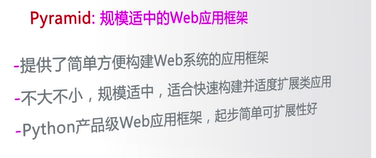 Pyramid: 规模适中的Web应用框架
-提供了简单方便构建Web系统的应用框架
-不大不小，规模适中，适合快速构建并适度扩展类应用
-Python产品级Web应用框架，起步简单可扩展性好